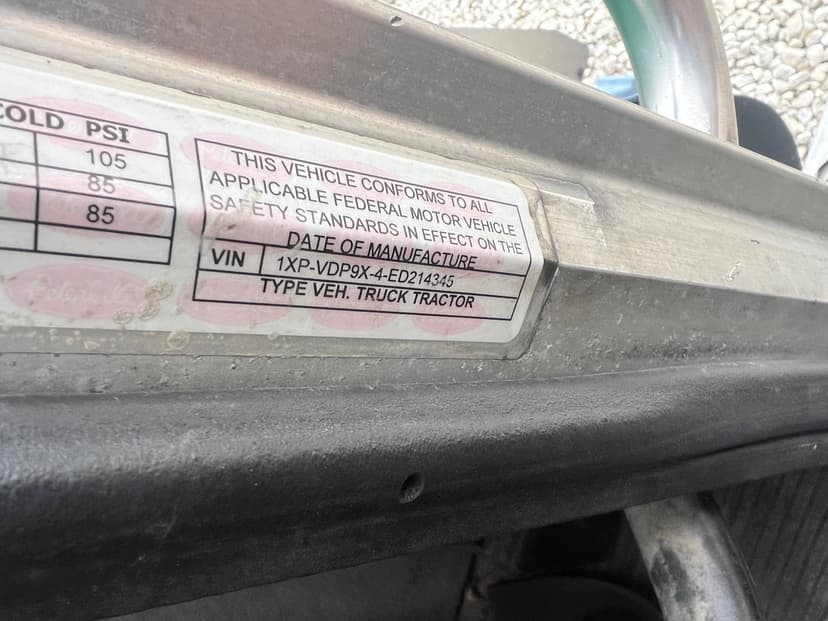 COLD PSI
105
85
85
THIS VEHICLE CONFORMS TO ALL
APPLICABLE FEDERAL MOTOR VEHICLE
SAFETY STANDARDS IN EFFECT ON THE
DATE OF MANUFACTURE
VIN 1XP-VDP9X-4-ED214345
TYPE VEH. TRUCK TRACTOR